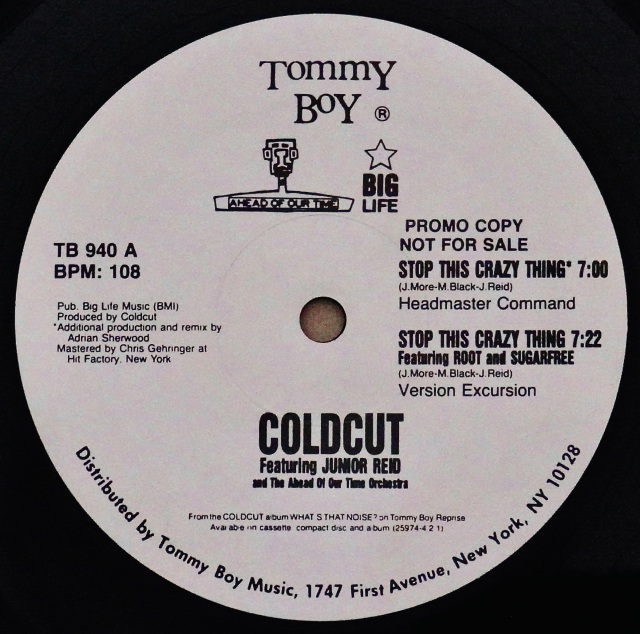 Tommy
Boy ®
AHEAD OF OUR TIME
BIG
LIFE
PROMO COPY
NOT FOR SALE
TB 940 A
BPM: 108
STOP THIS CRAZY THING* 7:00
(J.More-M.Black-J.Reid)
Headmaster Command
Pub. Big Life Music (BMI)
Produced by Coldcut
*Additional production and remix by
Adrian Sherwood
Mastered by Chris Gehringer at
Hit Factory, New York
STOP THIS CRAZY THING 7:22
Featuring ROOT and SUGARFREE
(J.More-M.Black-J.Reid)
Version Excursion
COLDCUT
Featuring JUNIOR REID
and The Ahead Of Our Time Orchestra
From the COLDCUT album WHAT'S THAT NOISE? on Tommy Boy Reprise
Available on cassette, compact disc and album (25974-4 2 1)
Distributed by Tommy Boy Music, 1747 First Avenue, New York, NY 10128